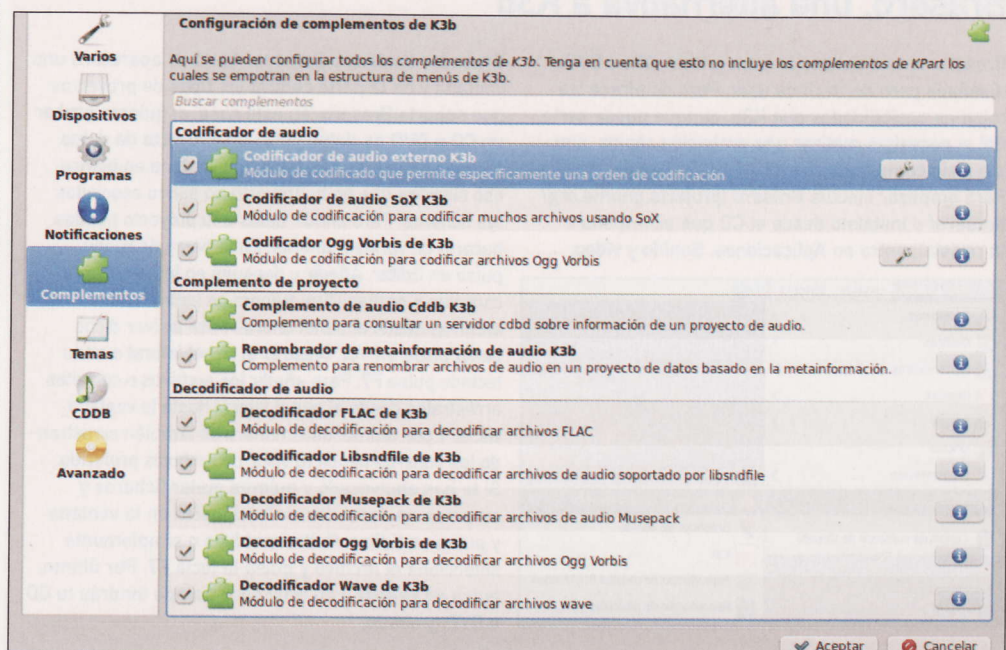 Brasero, una alternativa a K3b
Configuración de complementos de K3b
Aquí se pueden configurar todos los complementos de K3b. Tenga en cuenta que esto no incluye los complementos de KPart los
cuales se empotran en la estructura de menús de K3b.
Buscar complementos
Varios
Dispositivos
Programas
Notificaciones
Complementos
Temas
CDDB
Avanzado
Codificador de audio
Codificador de audio externo K3b
Módulo de codificado que permite específicamente una orden de codificación
Codificador de audio SoX K3b
Módulo de codificación para codificar muchos archivos usando SoX
Codificador Ogg Vorbis de K3b
Módulo de codificación para codificar archivos Ogg Vorbis
Complemento de proyecto
Complemento de audio Cddb K3b
Complemento para consultar un servidor cdbd sobre información de un proyecto de audio.
Renombrador de metainformación de audio K3b
Complemento para renombrar archivos de audio en un proyecto de datos basado en la metainformación.
Decodificador de audio
Decodificador FLAC de K3b
Módulo de decodificación para decodificar archivos FLAC
Decodificador Libsndfile de K3b
Módulo de decodificación para decodificar archivos de audio soportado por libsndfile
Decodificador Musepack de K3b
Módulo de decodificación para decodificar archivos de audio Musepack
Decodificador Ogg Vorbis de K3b
Módulo de decodificación para decodificar archivos Ogg Vorbis
Decodificador Wave de K3b
Módulo de decodificación para decodificar archivos wave
Aceptar
Cancelar